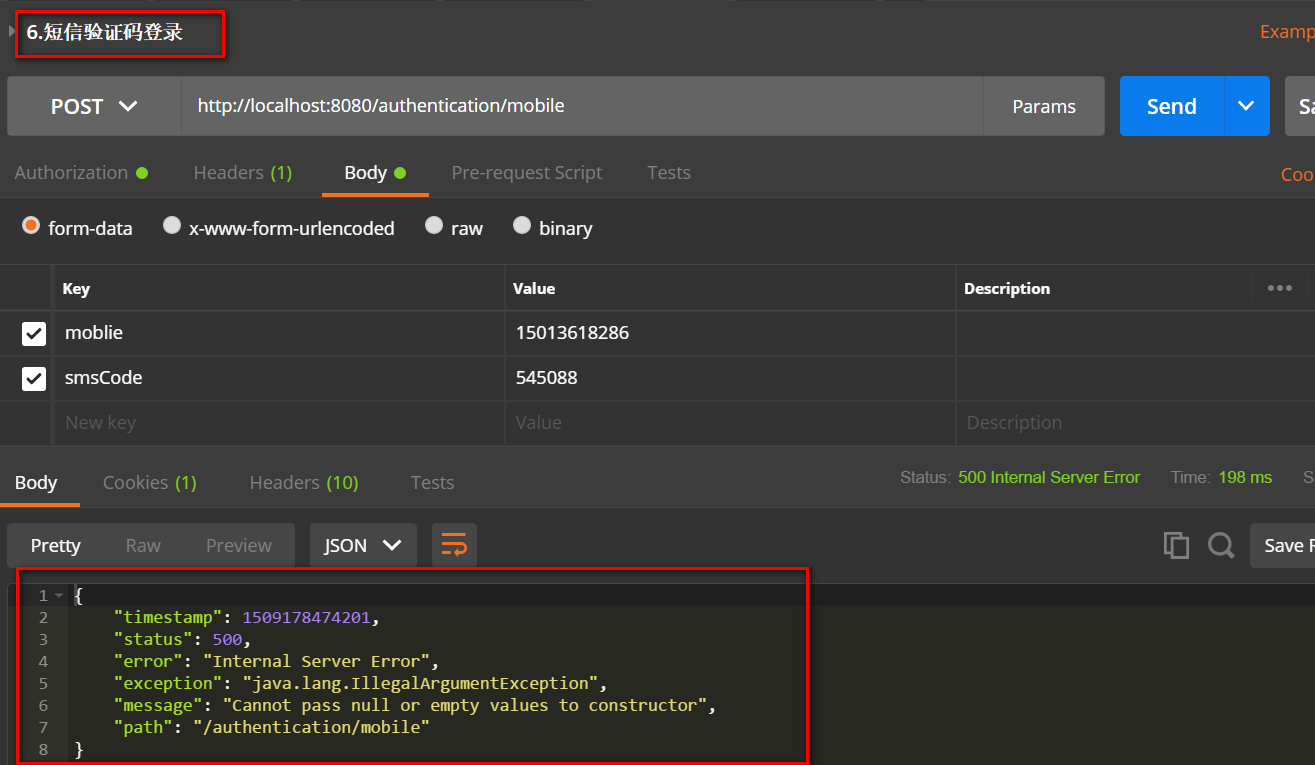 6.短信验证码登录
Examp
POST http://localhost:8080/authentication/mobile Params Send Sa
Authorization Headers (1) Body Pre-request Script Tests Coo
form-data x-www-form-urlencoded raw binary
Key Value Description
moblie 15013618286
smsCode 545088
New key Value Description
Body Cookies (1) Headers (10) Tests Status: 500 Internal Server Error Time: 198 ms S
Pretty Raw Preview JSON Save R
1 {
2 "timestamp": 1509178474201,
3 "status": 500,
4 "error": "Internal Server Error",
5 "exception": "java.lang.IllegalArgumentException",
6 "message": "Cannot pass null or empty values to constructor",
7 "path": "/authentication/mobile"
8 }